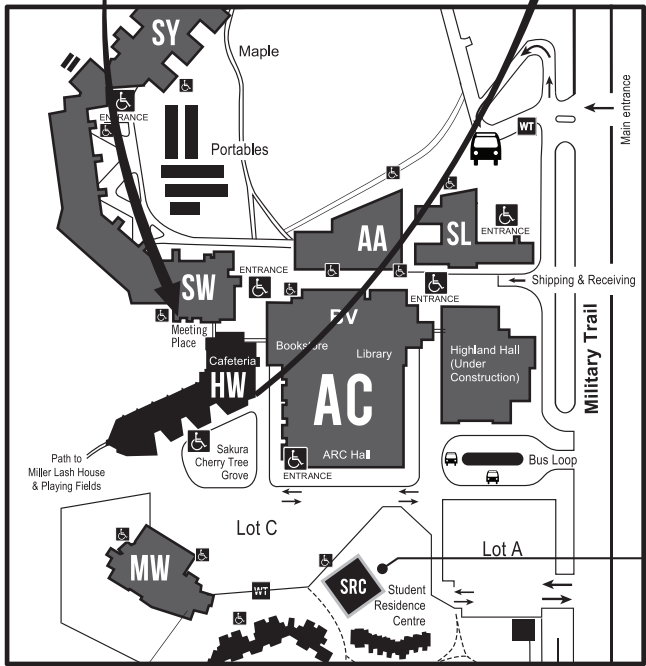 SY
Maple
ENTRANCE
WT
Main entrance
Portables
AA
SL
ENTRANCE
SW
ENTRANCE
ENTRANCE
Shipping & Receiving
Meeting
Place
BV
Bookstore
Library
Highland Hall
(Under
Construction)
Military Trail
Cafeteria
HW
AC
Path to
Miller Lash House
& Playing Fields
Sakura
Cherry Tree
Grove
ARC Hall
ENTRANCE
Bus Loop
Lot C
Lot A
MW
WT
SRC
Student
Residence
Centre